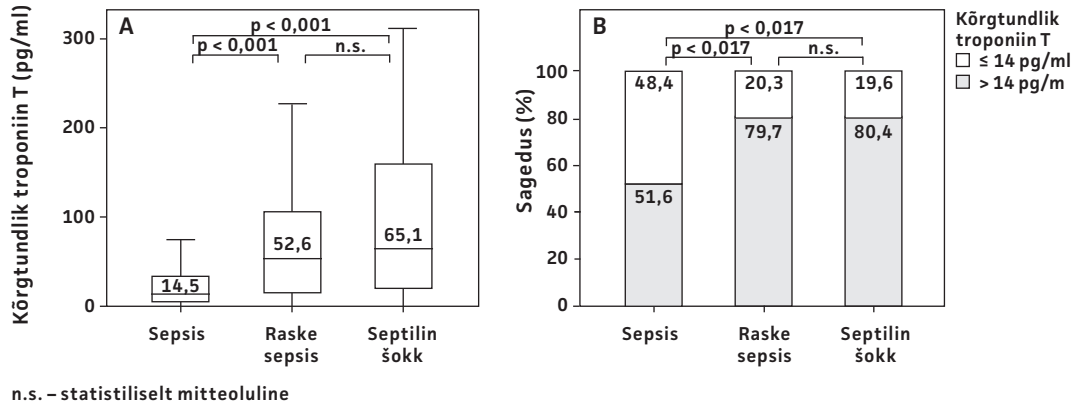 A
p < 0,001
p < 0,001
n.s.
Kõrgtundlik troponiin T (pg/ml)
300
200
100
0
14,5
52,6
65,1
Sepsis
Raske
sepsis
Septilin
šokk
B
p < 0,017
p < 0,017
n.s.
Sagedus (%)
100
80
60
40
20
0
48,4
20,3
19,6
51,6
79,7
80,4
Sepsis
Raske
sepsis
Septilin
šokk
Kõrgtundlik
troponiin T
≤ 14 pg/ml
> 14 pg/m
n.s. – statistiliselt mitteoluline